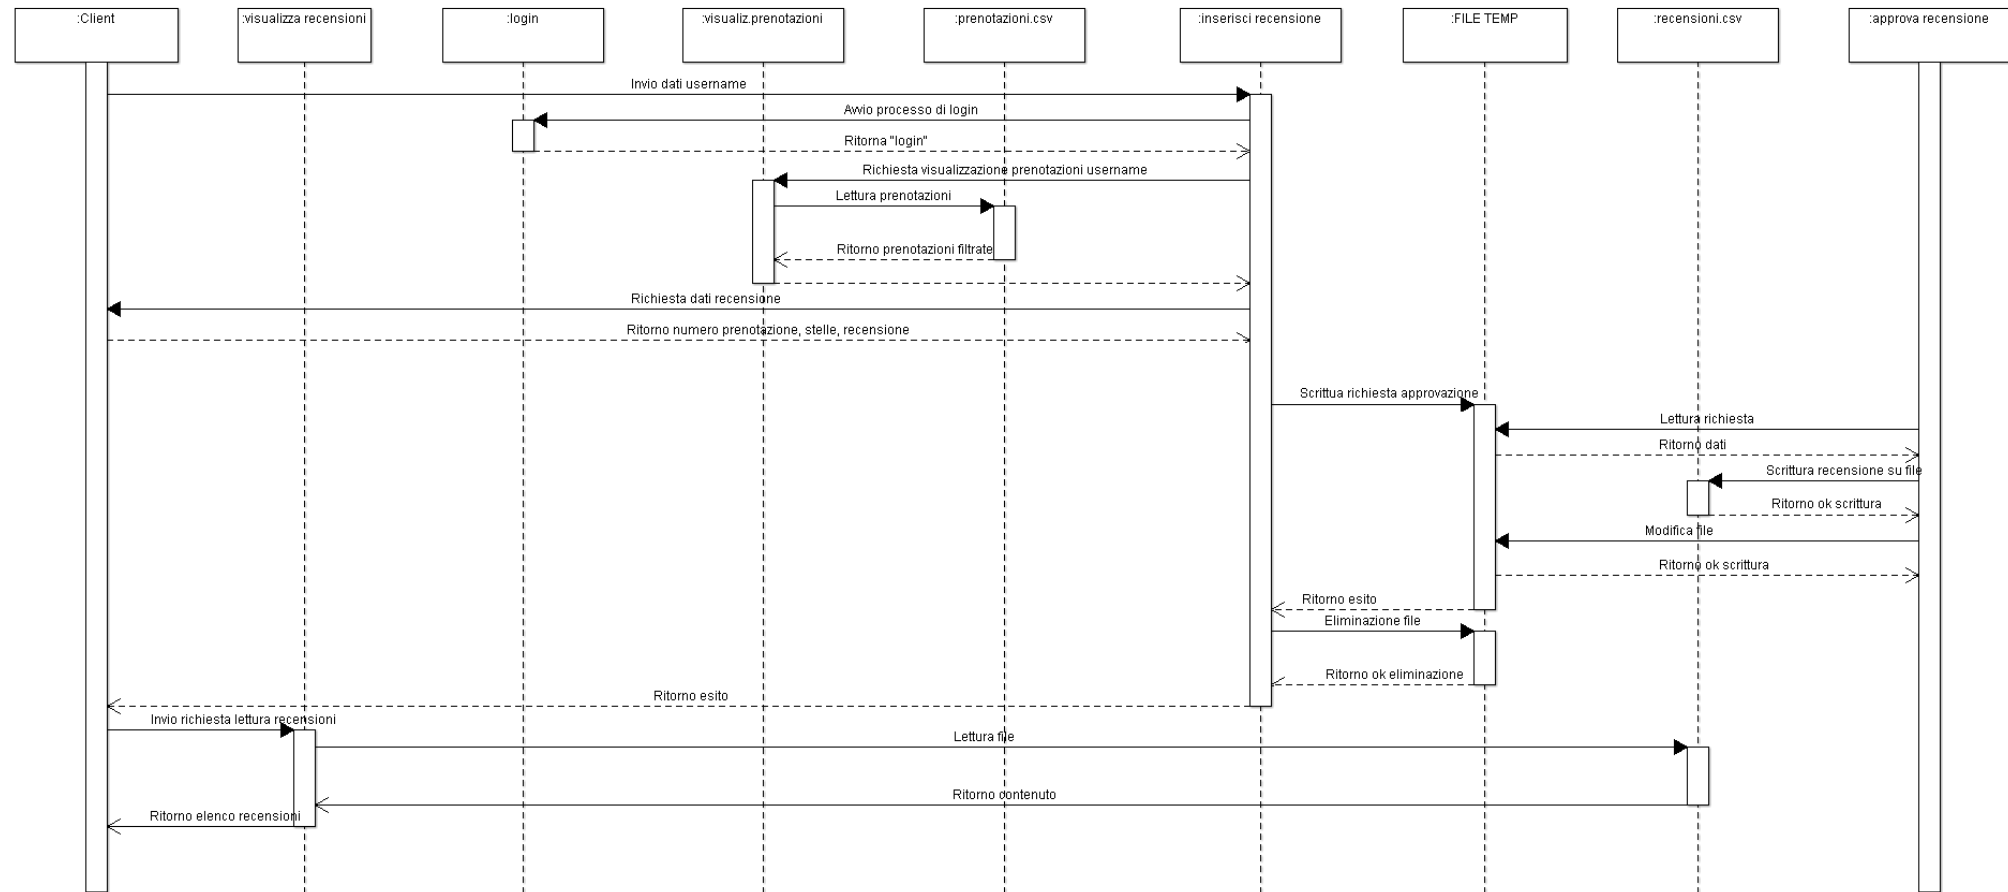 :Client
:visualizza recensioni
:login
:visualiz.prenotazioni
:prenotazioni.csv
:inserisci recensione
:FILE TEMP
:recensioni.csv
:approva recensione
Invio dati username
Avvio processo di login
Ritorna "login"
Richiesta visualizzazione prenotazioni username
Lettura prenotazioni
Ritorno prenotazioni filtrate
Richiesta dati recensione
Ritorno numero prenotazione, stelle, recensione
Scrittua richiesta approvazione
Lettura richiesta
Ritorno dati
Scrittura recensione su file
Ritorno ok scrittura
Modifica file
Ritorno ok scrittura
Ritorno esito
Eliminazione file
Ritorno ok eliminazione
Ritorno esito
Invio richiesta lettura recensioni
Lettura file
Ritorno contenuto
Ritorno elenco recensioni